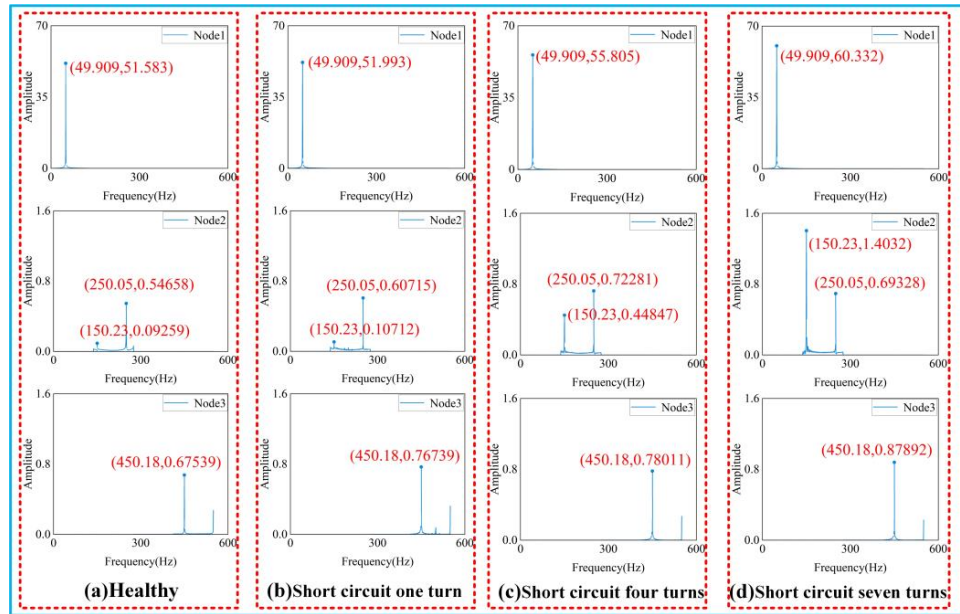 70
Node1
(49.909,51.583)
35
Amplitude
0
0
300
600
Frequency(Hz)
1.6
Node2
(250.05,0.54658)
0.8
(150.23,0.09259)
Amplitude
0.0
0
300
600
Frequency(Hz)
1.6
Node3
(450.18,0.67539)
0.8
Amplitude
0.0
0
300
600
Frequency(Hz)
(a)Healthy
70
Node1
(49.909,51.993)
35
Amplitude
0
0
300
600
Frequency(Hz)
1.6
Node2
(250.05,0.60715)
0.8
(150.23,0.10712)
Amplitude
0.0
0
300
600
Frequency(Hz)
1.6
Node3
(450.18,0.76739)
0.8
Amplitude
0.0
0
300
600
Frequency(Hz)
(b)Short circuit one turn
70
Node1
(49.909,55.805)
35
Amplitude
0
0
300
600
Frequency(Hz)
1.6
Node2
(250.05,0.72281)
0.8
(150.23,0.44847)
Amplitude
0.0
0
300
600
Frequency(Hz)
1.6
Node3
(450.18,0.78011)
0.8
Amplitude
0.0
0
300
600
Frequency(Hz)
(c)Short circuit four turns
70
Node1
(49.909,60.332)
35
Amplitude
0
0
300
600
Frequency(Hz)
1.6
Node2
(150.23,1.4032)
(250.05,0.69328)
0.8
Amplitude
0.0
0
300
600
Frequency(Hz)
1.6
Node3
(450.18,0.87892)
0.8
Amplitude
0.0
0
300
600
Frequency(Hz)
(d)Short circuit seven turns